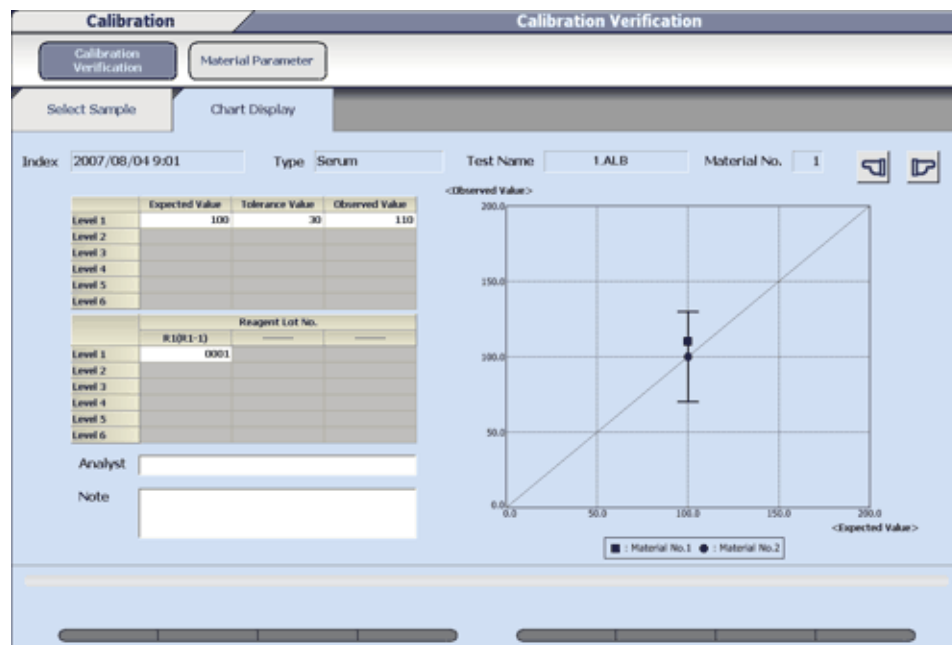 Calibration
Calibration Verification
Calibration
Verification
Material Parameter
Select Sample
Chart Display
Index 2007/08/04 9:01 Type Serum Test Name 1.ALB Material No. 1
Expected Value Tolerance Value Observed Value
Level 1 100 30 110
Level 2
Level 3
Level 4
Level 5
Level 6
Reagent Lot No.
R1(R1-1)
Level 1 0001
Level 2
Level 3
Level 4
Level 5
Level 6
Analyst
Note
<Observed Value>
200.0
150.0
100.0
50.0
0.0
0.0 50.0 100.0 150.0 200.0
<Expected Value>
: Material No.1 : Material No.2